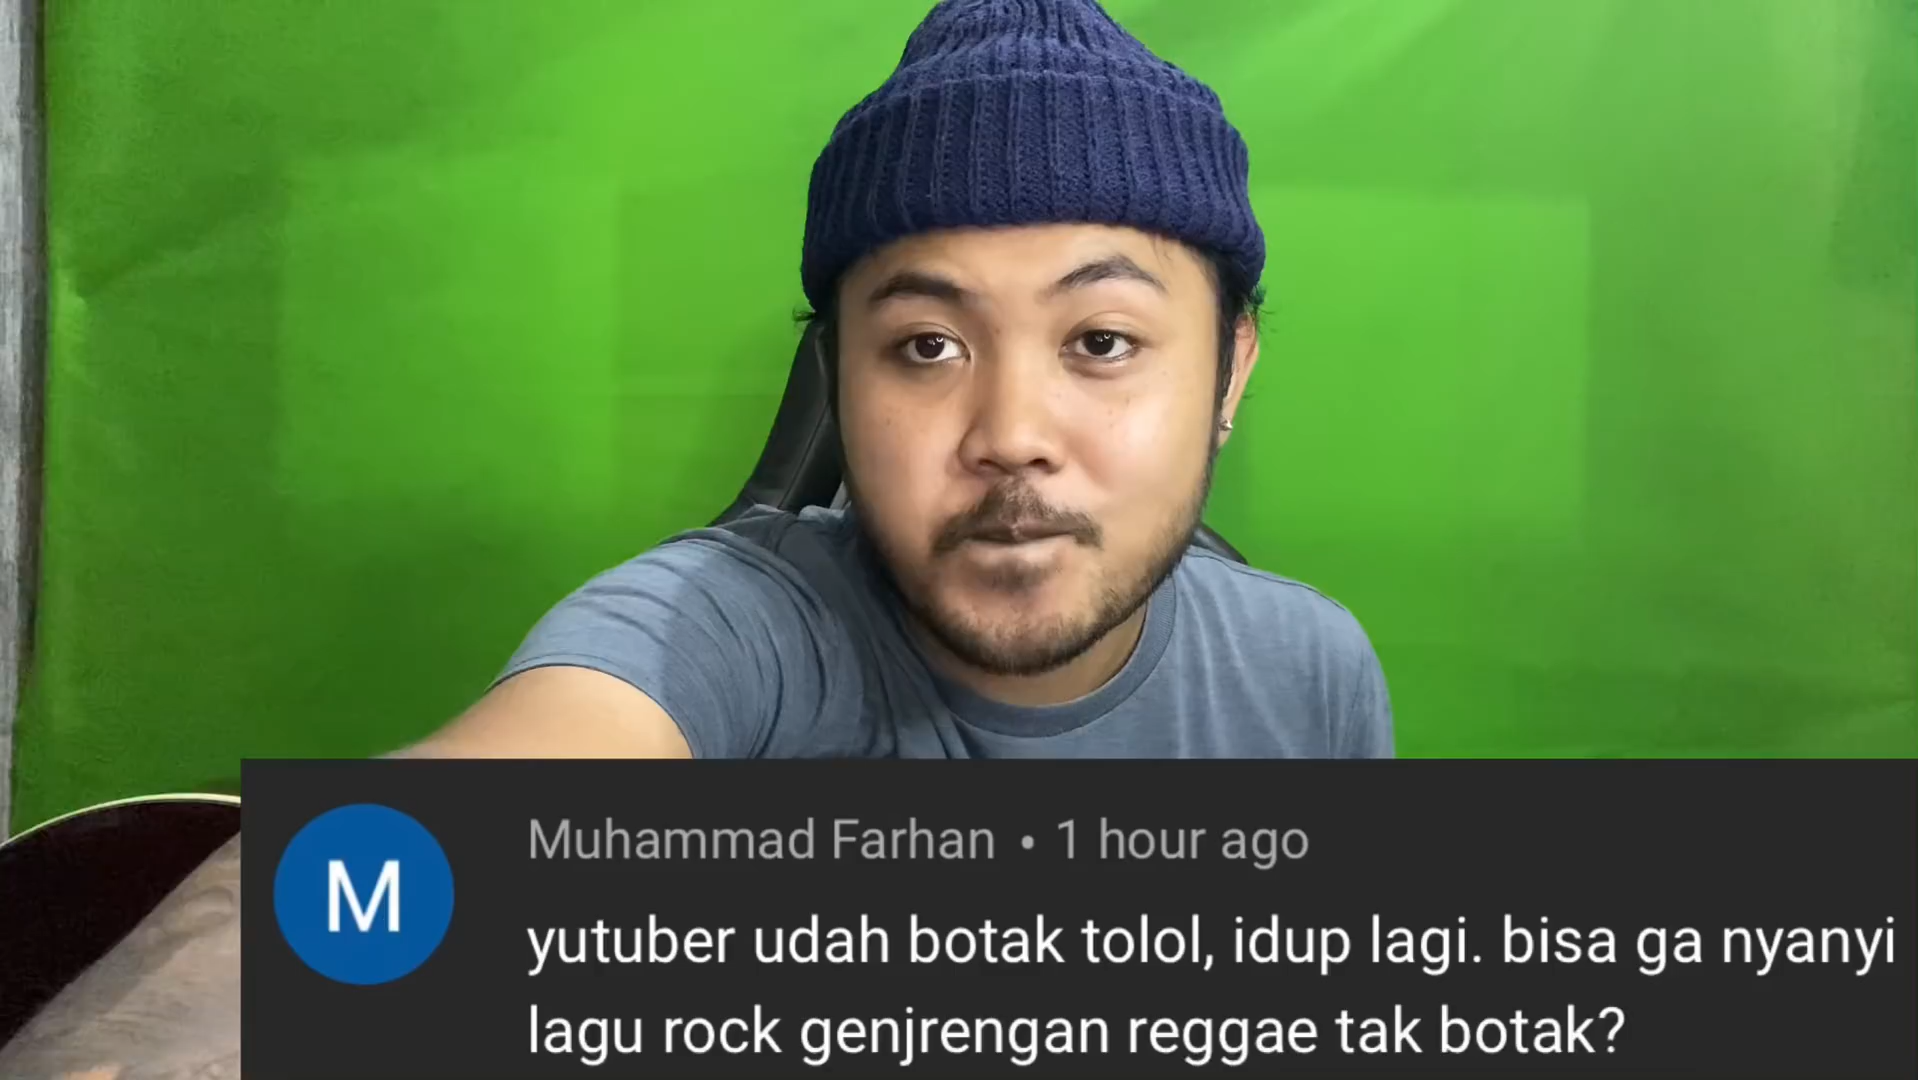 M
Muhammad Farhan • 1 hour ago
yutuber udah botak tolol, idup lagi. bisa ga nyanyi
lagu rock genjrengan reggae tak botak?